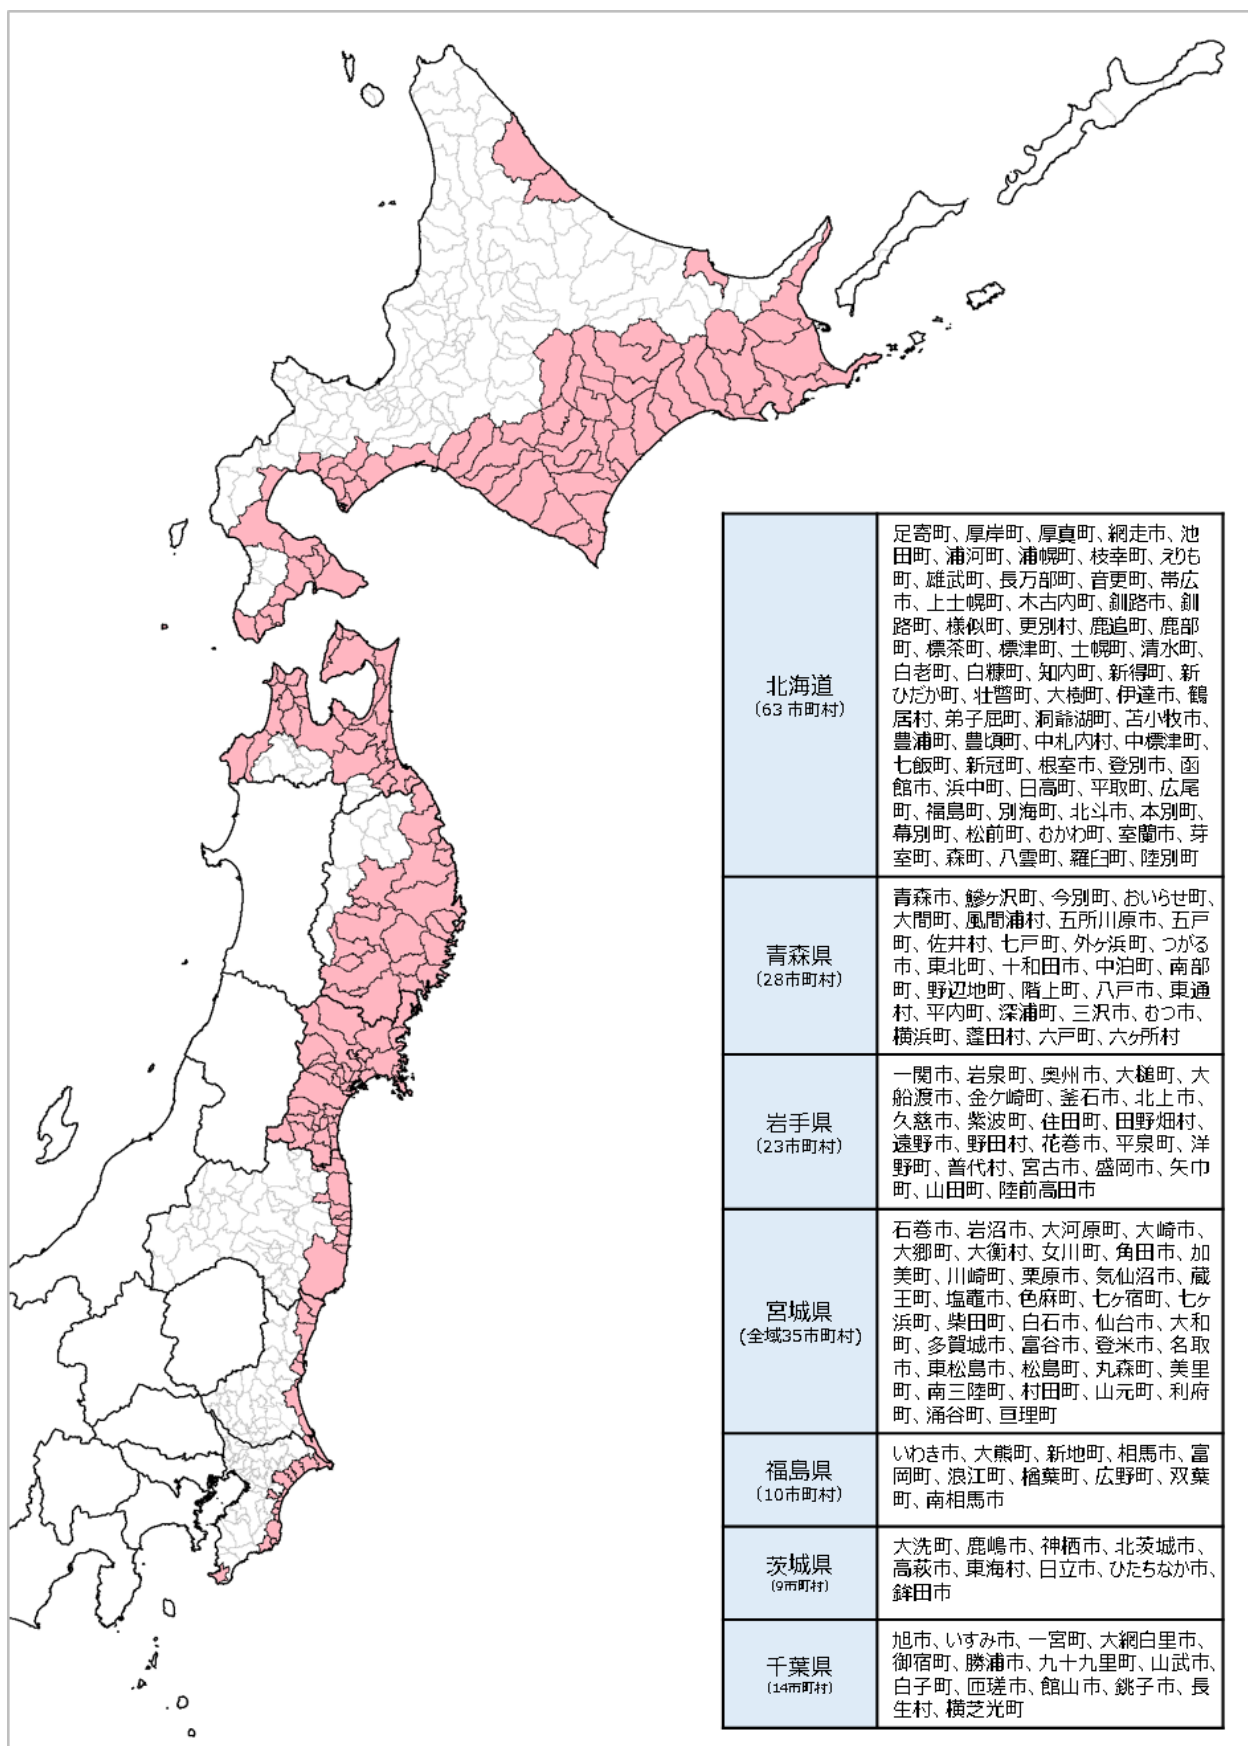 北海道
(63 市町村)
足寄町、厚岸町、厚真町、網走市、池
田町、浦河町、浦幌町、枝幸町、えりも
町、雄武町、長万部町、音更町、帯広
市、上士幌町、木古内町、釧路市、釧
路町、様似町、更別村、鹿追町、鹿部
町、標茶町、標津町、士幌町、清水町、
白老町、白糠町、知内町、新得町、新
ひだか町、壮瞥町、大樹町、伊達市、鶴
居村、弟子屈町、洞爺湖町、苫小牧市、
豊浦町、豊頃町、中札内村、中標津町、
七飯町、新冠町、根室市、登別市、函
館市、浜中町、日高町、平取町、広尾
町、福島町、別海町、北斗市、本別町、
幕別町、松前町、むかわ町、室蘭市、芽
室町、森町、八雲町、羅臼町、陸別町
青森県
(28市町村)
青森市、鰺ヶ沢町、今別町、おいらせ町、
大間町、風間浦村、五所川原市、五戸
町、佐井村、七戸町、外ヶ浜町、つがる
市、東北町、十和田市、中泊町、南部
町、野辺地町、階上町、八戸市、東通
村、平内町、深浦町、三沢市、むつ市、
横浜町、蓬田村、六戸町、六ヶ所村
岩手県
(23市町村)
一関市、岩泉町、奥州市、大槌町、大
船渡市、金ケ崎町、釜石市、北上市、
久慈市、紫波町、住田町、田野畑村、
遠野市、野田村、花巻市、平泉町、洋
野町、普代村、宮古市、盛岡市、矢巾
町、山田町、陸前高田市
宮城県
(全域35市町村)
石巻市、岩沼市、大河原町、大崎市、
大郷町、大衡村、女川町、角田市、加
美町、川崎町、栗原市、気仙沼市、蔵
王町、塩竈市、色麻町、七ヶ宿町、七ヶ
浜町、柴田町、白石市、仙台市、大和
町、多賀城市、富谷市、登米市、名取
市、東松島市、松島町、丸森町、美里
町、南三陸町、村田町、山元町、利府
町、涌谷町、亘理町
福島県
(10市町村)
いわき市、大熊町、新地町、相馬市、富
岡町、浪江町、楢葉町、広野町、双葉
町、南相馬市
茨城県
(9市町村)
大洗町、鹿嶋市、神栖市、北茨城市、
高萩市、東海村、日立市、ひたちなか市、
鉾田市
千葉県
(14市町村)
旭市、いすみ市、一宮町、大網白里市、
御宿町、勝浦市、九十九里町、山武市、
白子町、匝瑳市、館山市、銚子市、長
生村、横芝光町